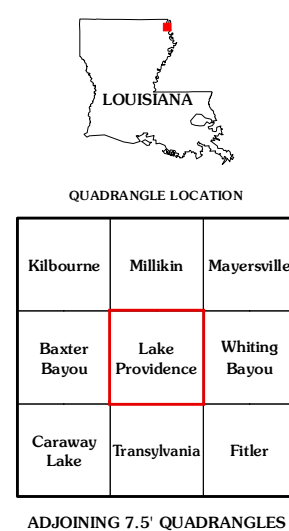 LOUISIANA
QUADRANGLE LOCATION
Kilbourne
Millikin
Mayersville
Baxter
Bayou
Lake
Providence
Whiting
Bayou
Caraway
Lake
Transylvania
Fitler
ADJOINING 7.5' QUADRANGLES